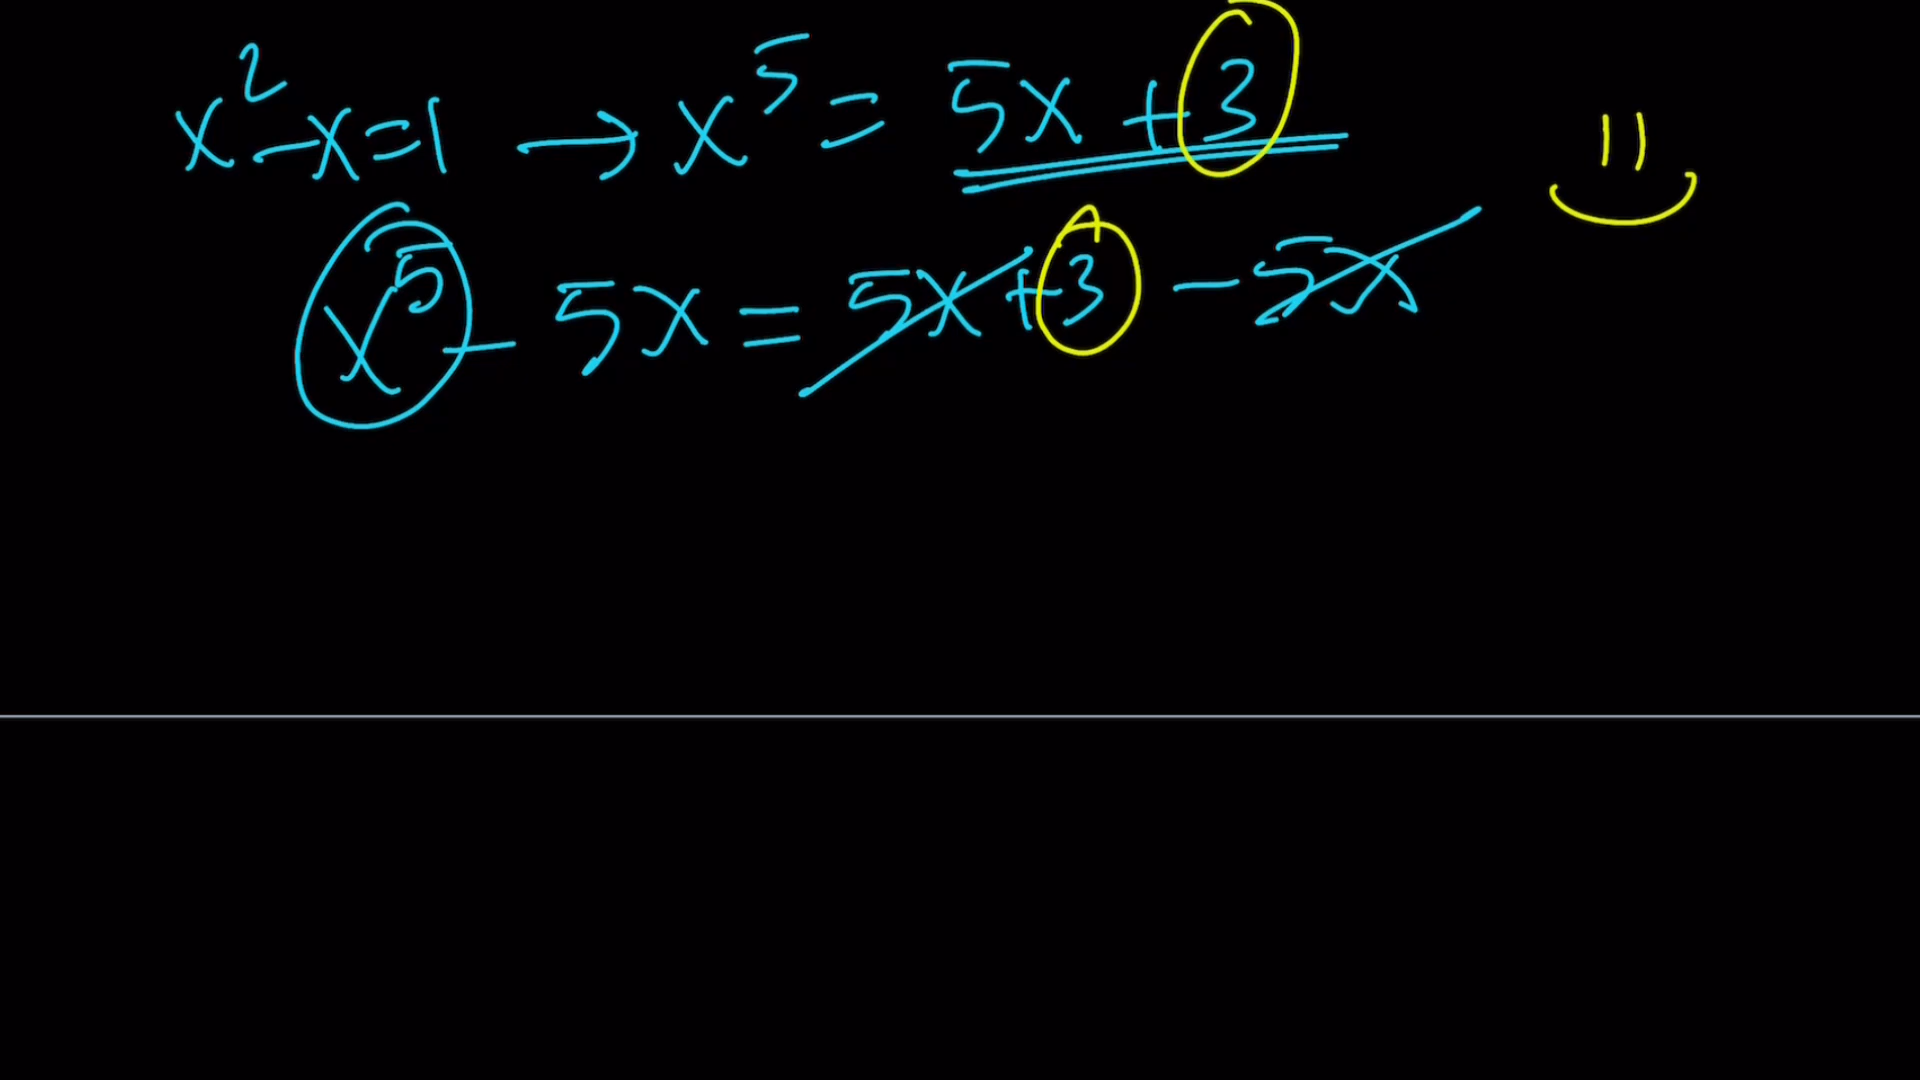 x²-x=1 → x⁵= 5x+3
x⁵- 5x = 5x+3 -5x